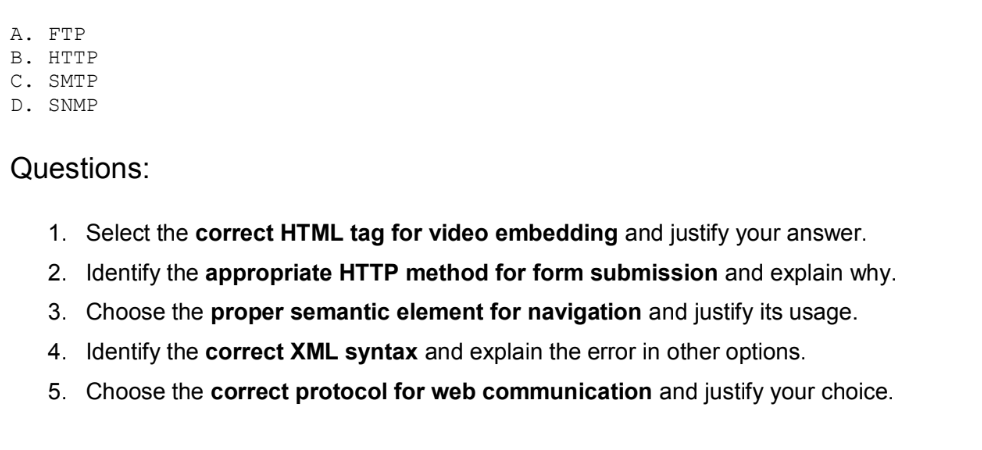 A. FTP
B. HTTP
C. SMTP
D. SNMP
Questions:
1. Select the correct HTML tag for video embedding and justify your answer.
2. Identify the appropriate HTTP method for form submission and explain why.
3. Choose the proper semantic element for navigation and justify its usage.
4. Identify the correct XML syntax and explain the error in other options.
5. Choose the correct protocol for web communication and justify your choice.